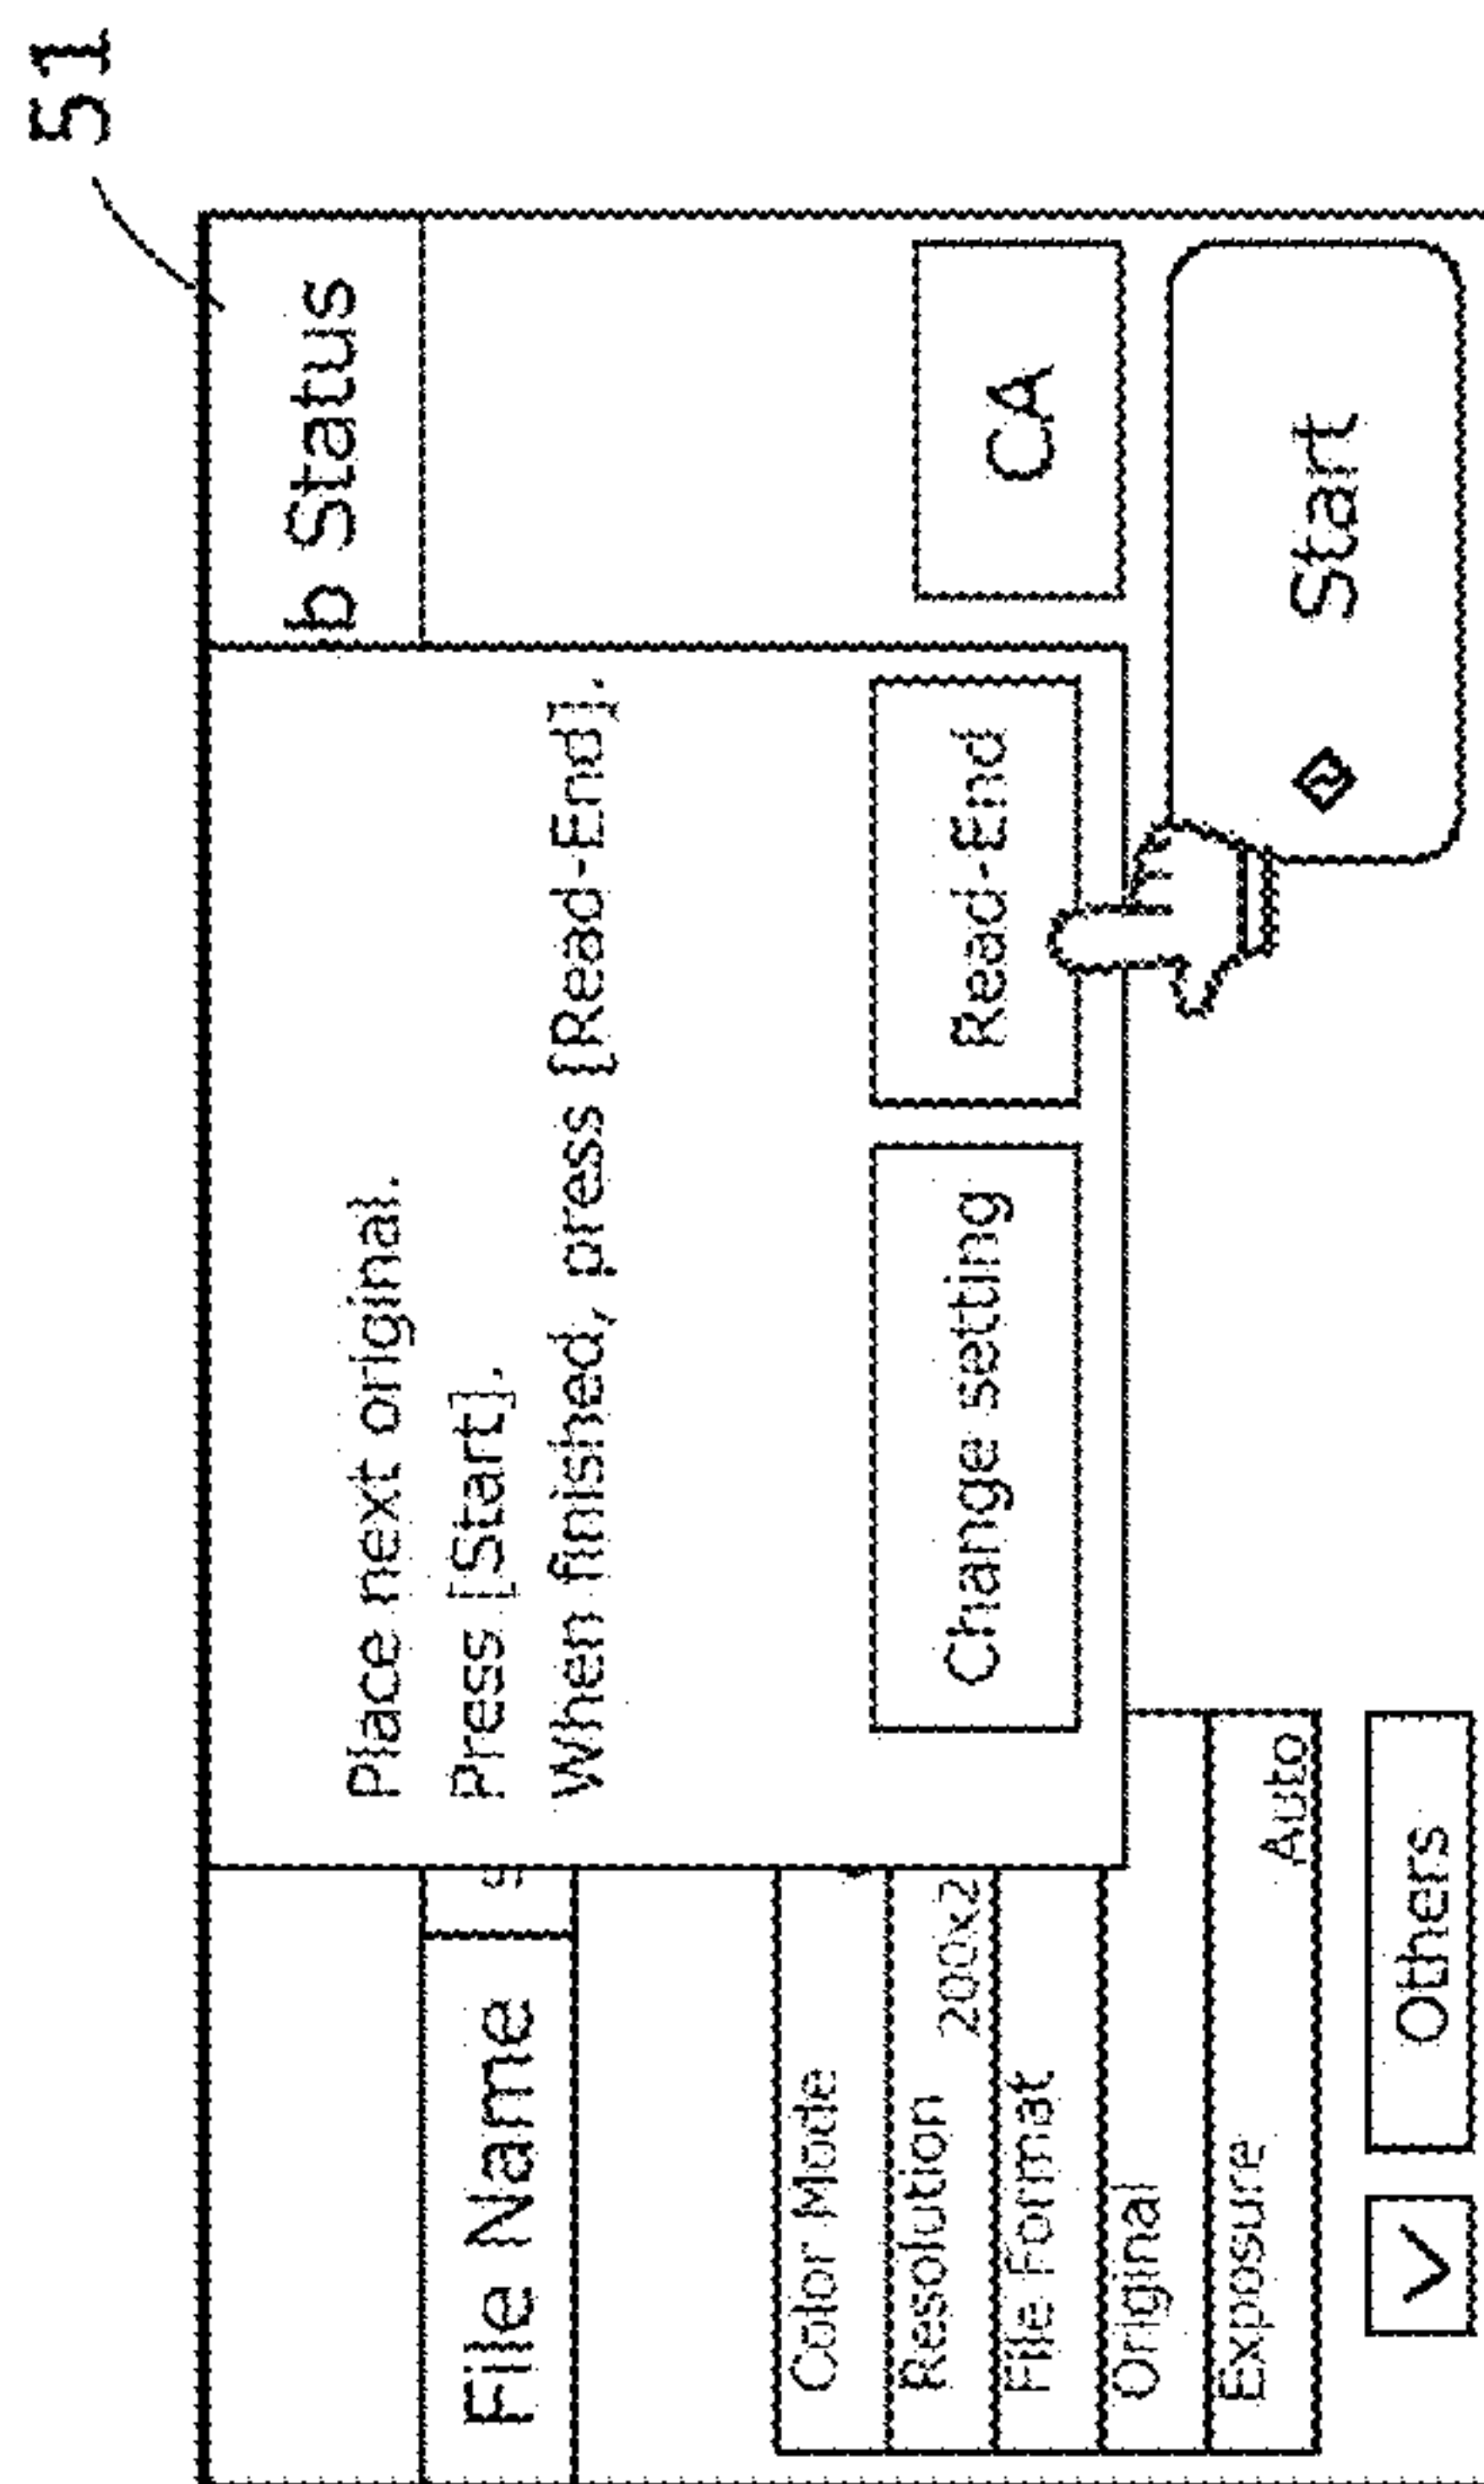 51
b Status
Place next original.
Press [Start].
When finished, press [Read-End].
File Name
Change setting
Read-End
CA
Color Mode
Resolution 200x2
File Format
Original
Exposure Auto
Others
Start